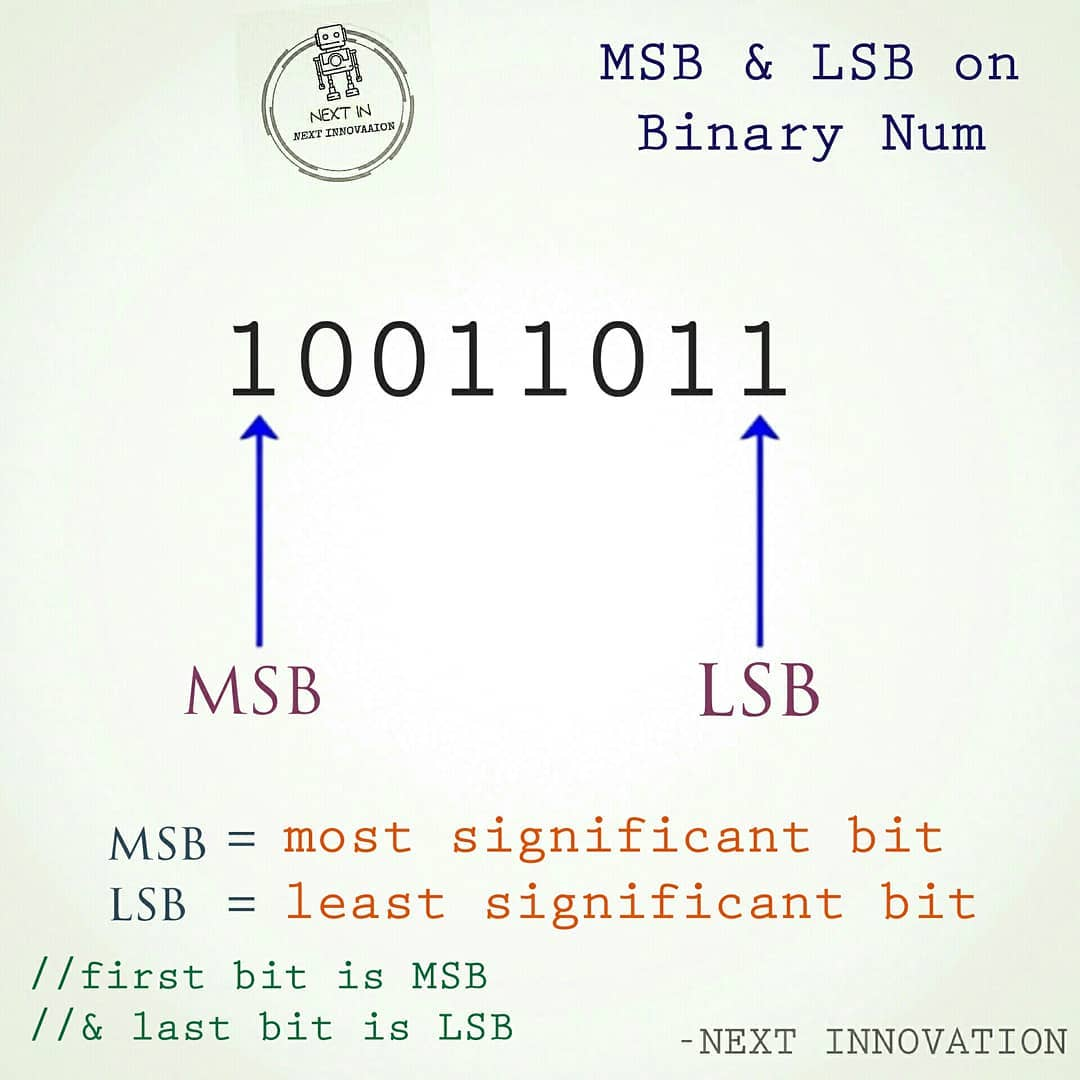 NEXT IN
NEXT INNOVAAION
MSB & LSB on
Binary Num
10011011
MSB
LSB
MSB = most significant bit
LSB = least significant bit
//first bit is MSB
//& last bit is LSB
-NEXT INNOVATION